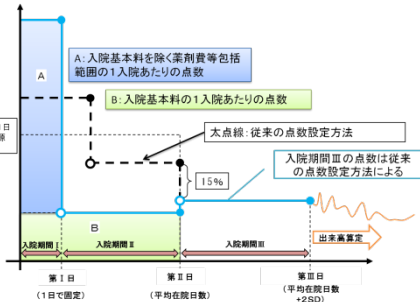 A
A：入院基本料を除く薬剤費等包括
範囲の1入院あたりの点数
B：入院基本料の1入院あたりの点数
日
源
太点線：従来の点数設定方法
15%
入院期間Ⅲの点数は従来
の点数設定方法による
B
入院期間Ⅰ
入院期間Ⅱ
入院期間Ⅲ
出来高算定
第Ⅰ日
（1日で固定）
第Ⅱ日
（平均在院日数）
第Ⅲ日
（平均在院日数
+2SD）